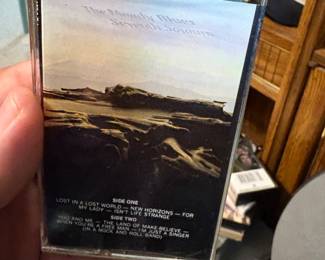 The Moody Blues
Seventh Sojourn
SIDE ONE
LOST IN A LOST WORLD — NEW HORIZONS — FOR
MY LADY — ISN'T LIFE STRANGE
SIDE TWO
YOU AND ME — THE LAND OF MAKE-BELIEVE —
WHEN YOU'RE A FREE MAN — I'M JUST A SINGER
(IN A ROCK AND ROLL BAND)